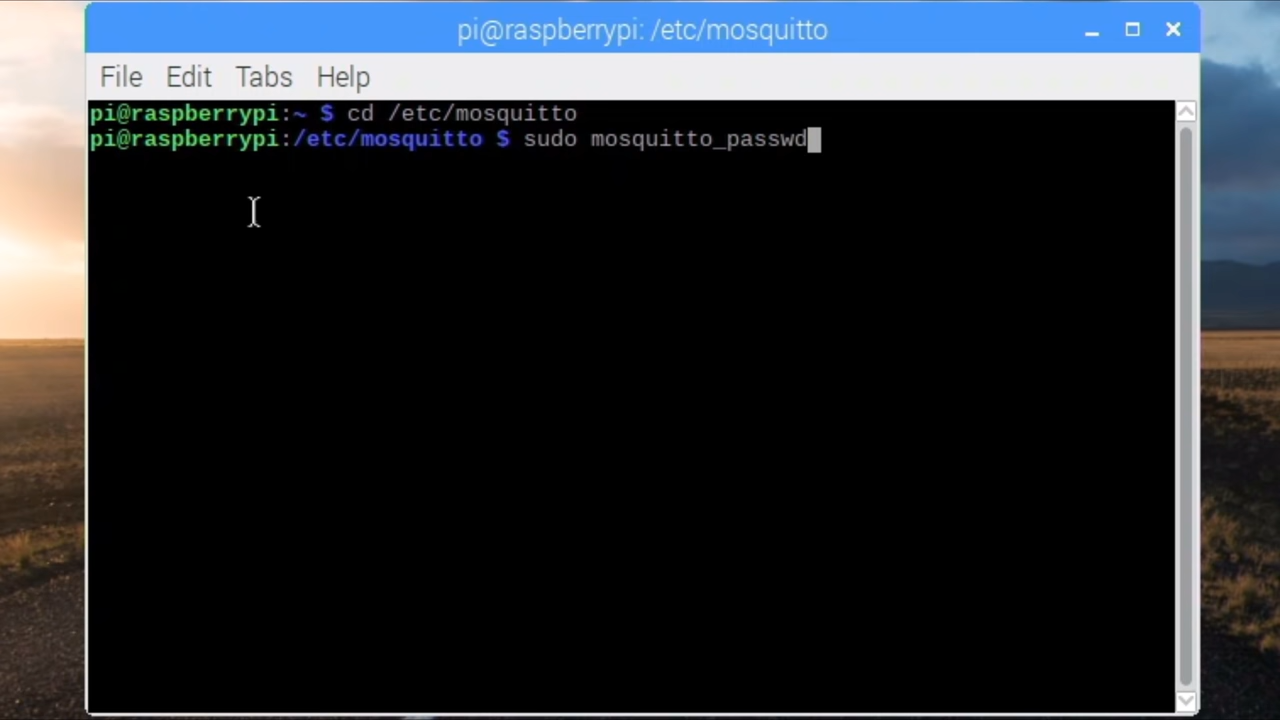 pi@raspberrypi: /etc/mosquitto
File Edit Tabs Help
pi@raspberrypi:~ $ cd /etc/mosquitto
pi@raspberrypi:/etc/mosquitto $ sudo mosquitto_passwd